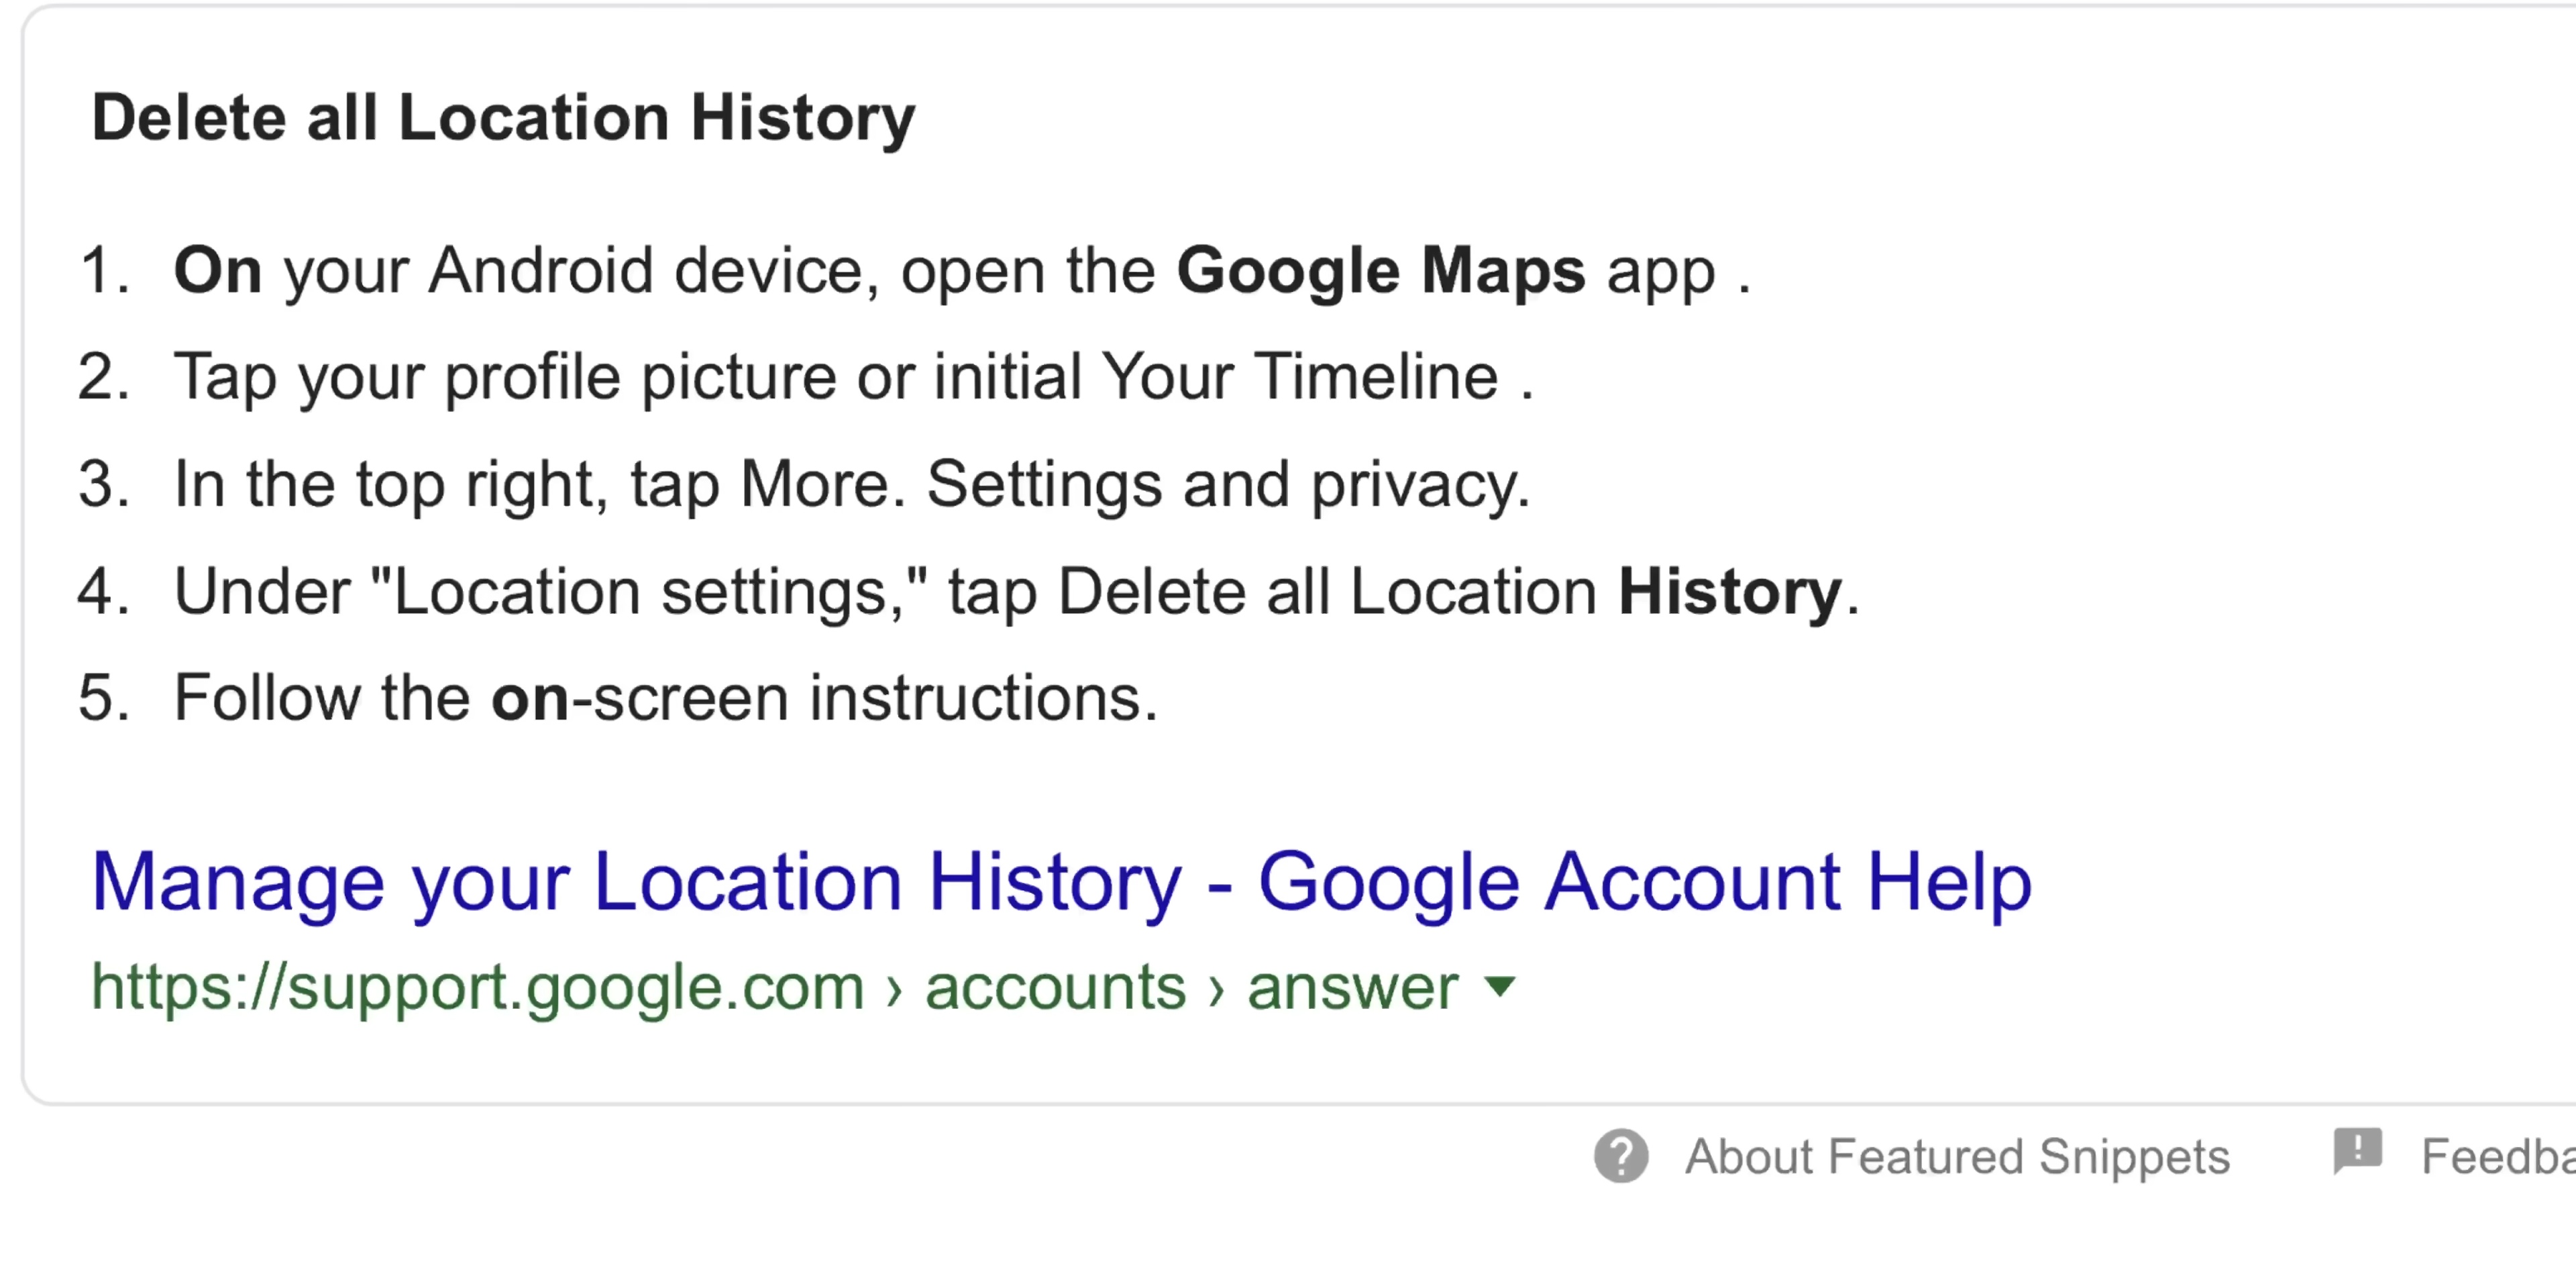 Delete all Location History
1. On your Android device, open the Google Maps app .
2. Tap your profile picture or initial Your Timeline .
3. In the top right, tap More. Settings and privacy.
4. Under "Location settings," tap Delete all Location History.
5. Follow the on-screen instructions.
Manage your Location History - Google Account Help
https://support.google.com › accounts › answer
About Featured Snippets Feedba